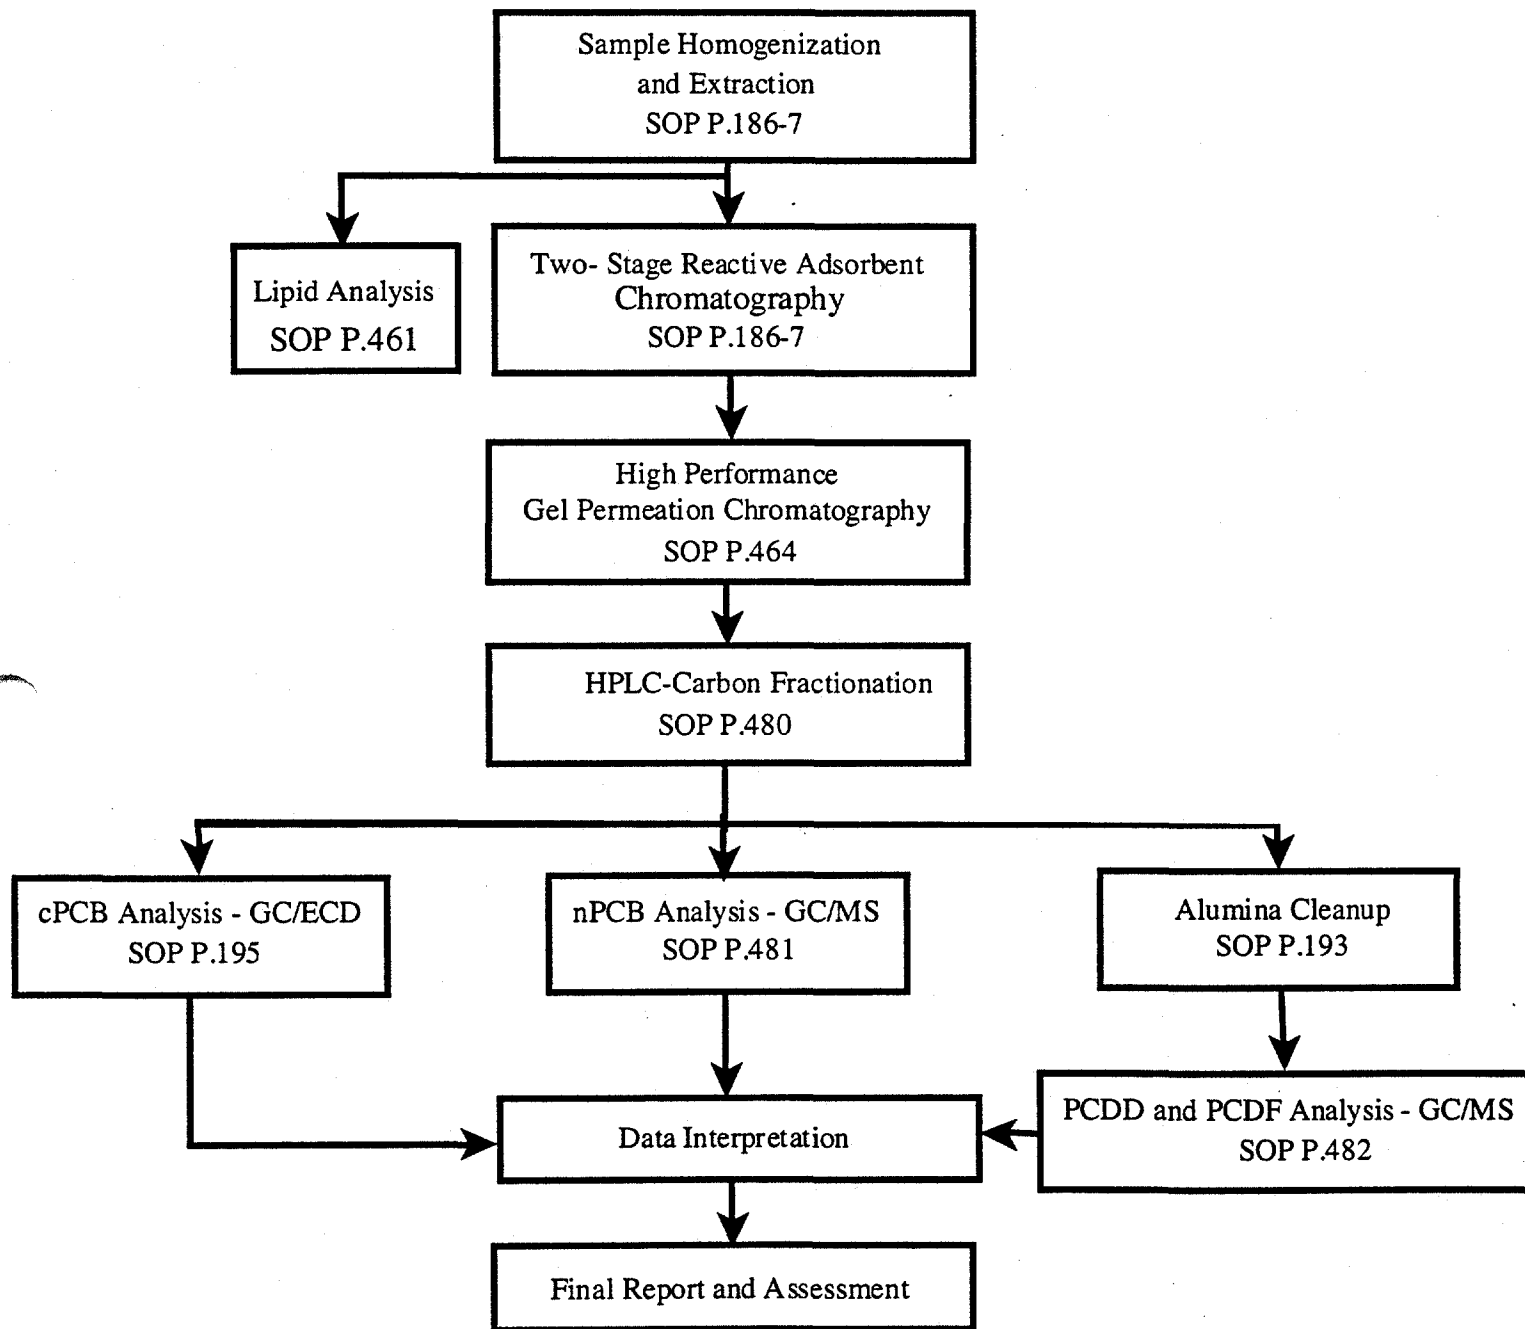 Sample Homogenization
and Extraction
SOP P.186-7
Lipid Analysis
SOP P.461
Two- Stage Reactive Adsorbent
Chromatography
SOP P.186-7
High Performance
Gel Permeation Chromatography
SOP P.464
HPLC-Carbon Fractionation
SOP P.480
cPCB Analysis - GC/ECD
SOP P.195
nPCB Analysis - GC/MS
SOP P.481
Alumina Cleanup
SOP P.193
PCDD and PCDF Analysis - GC/MS
SOP P.482
Data Interpretation
Final Report and Assessment